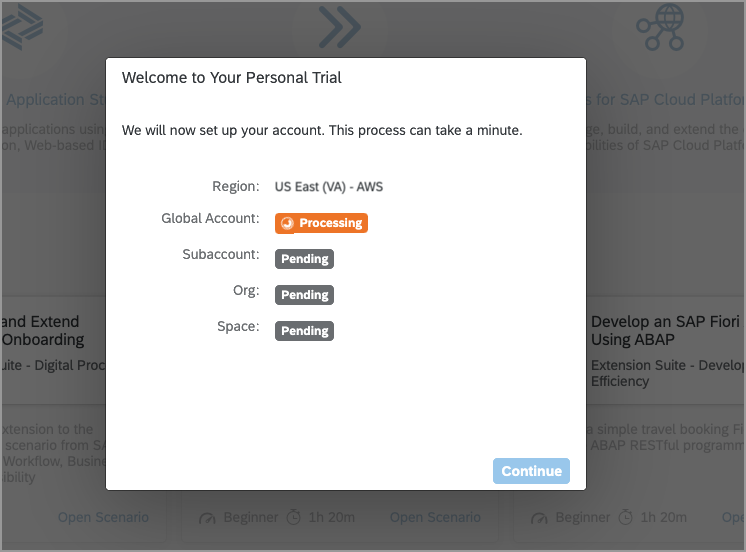 Application St
s for SAP Cloud Platfo
applications usin
ge, build, and extend the
on, Web-based I
bilities of SAP Cloud Platf
Welcome to Your Personal Trial
We will now set up your account. This process can take a minute.
Region: US East (VA) - AWS
Global Account: Processing
Subaccount: Pending
Org: Pending
Space: Pending
Continue
and Extend
Onboarding
uite - Digital Proc
Develop an SAP Fiori
Using ABAP
Extension Suite - Develop
Efficiency
xtension to the
scenario from SA
Workflow, Busine
ibility
a simple travel booking Fi
ABAP RESTful programm
Open Scenario
Beginner 1h 20m Open Scenario
Beginner 1h 20m Ope